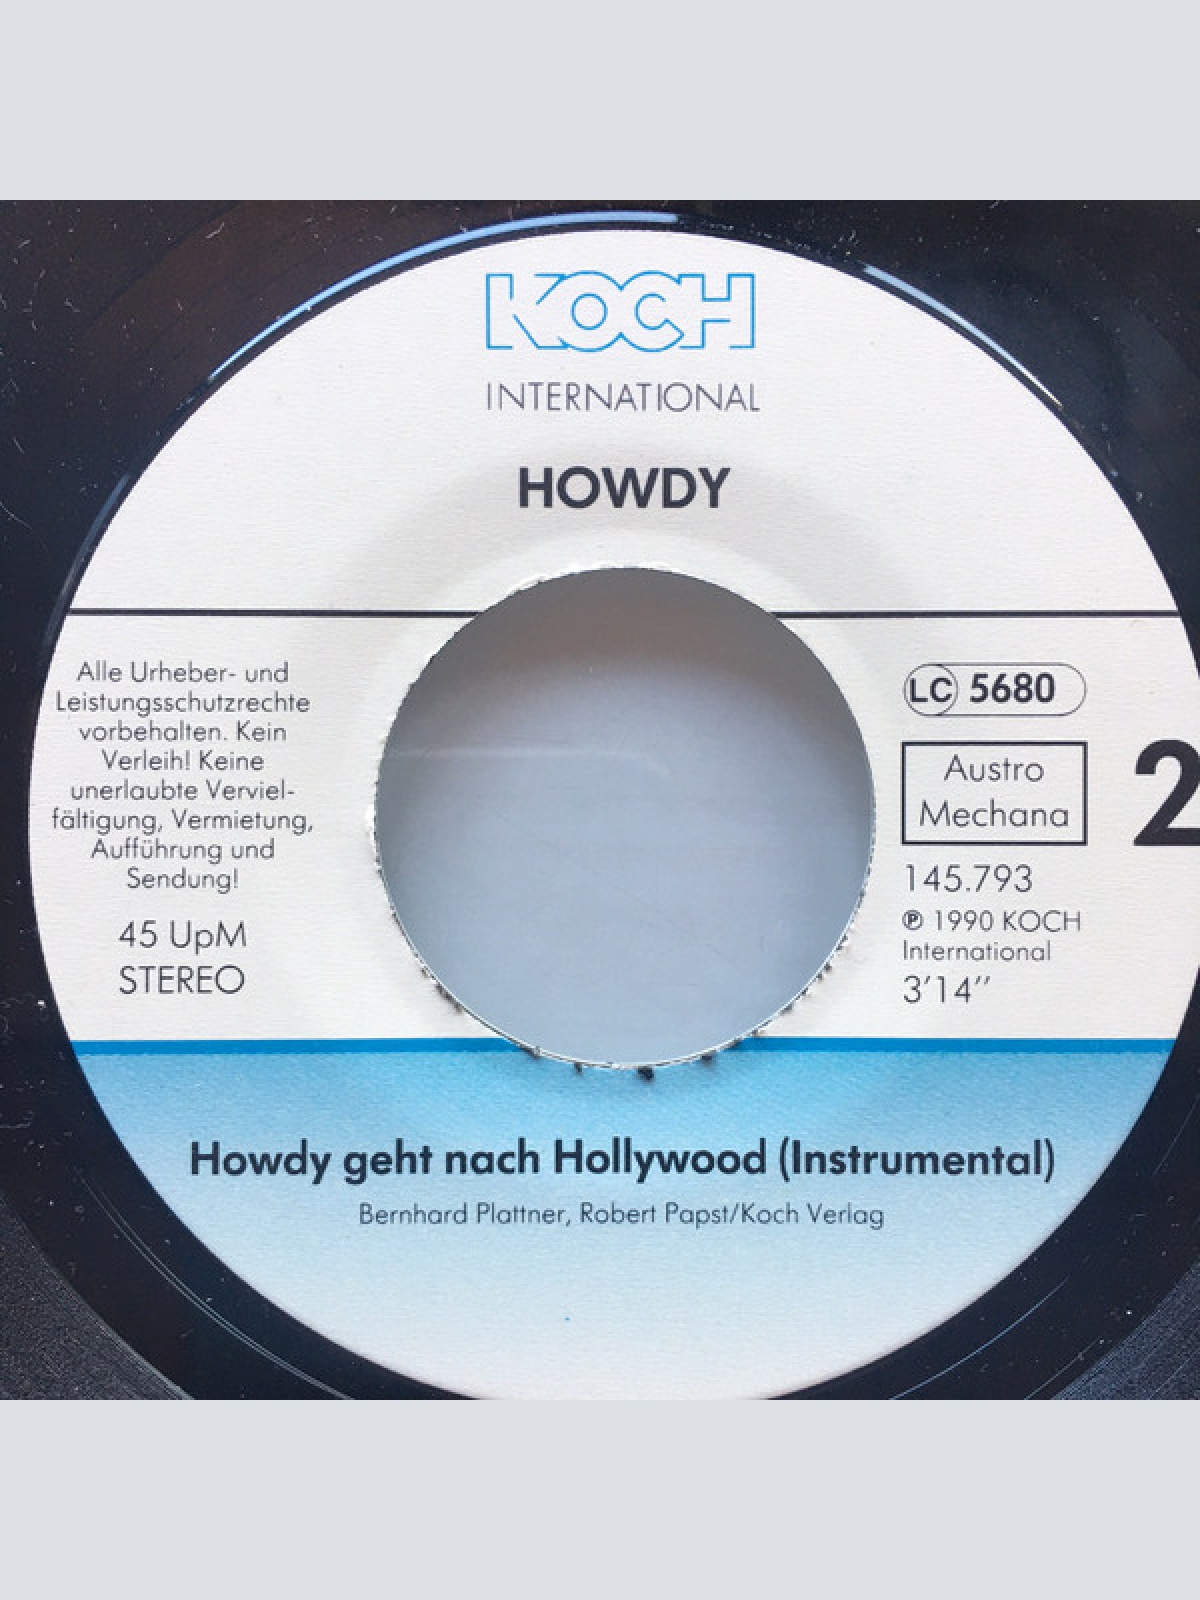 KOCH
INTERNATIONAL
HOWDY
Alle Urheber- und
Leistungsschutzrechte
vorbehalten. Kein
Verleih! Keine
unerlaubte Verviel-
fältigung, Vermietung,
Aufführung und
Sendung!
45 UpM
STEREO
LC 5680
Austro
Mechana
2
145.793
℗ 1990 KOCH
International
3'14''
Howdy geht nach Hollywood (Instrumental)
Bernhard Plattner, Robert Papst/Koch Verlag